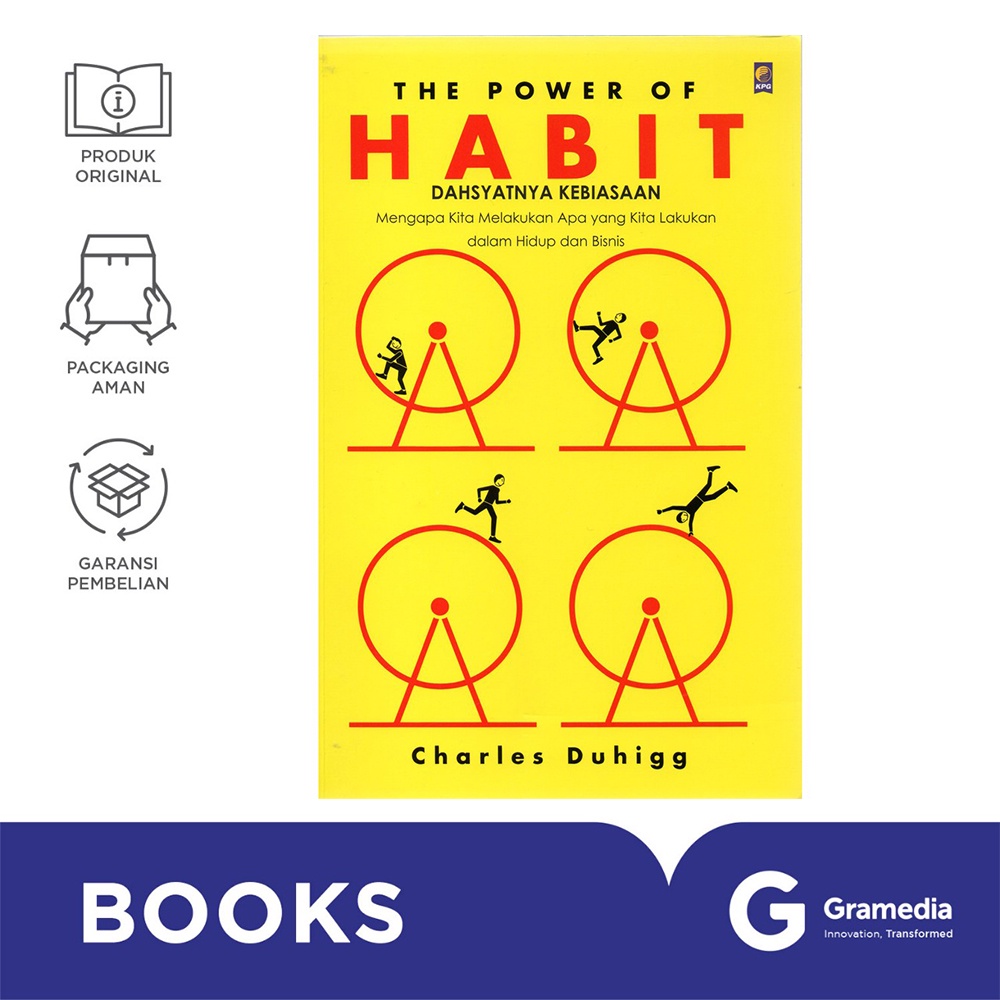 PRODUK
ORIGINAL
PACKAGING
AMAN
GARANSI
PEMBELIAN
THE POWER OF
KPG
HABIT
DAHSYATNYA KEBIASAAN
Mengapa Kita Melakukan Apa yang Kita Lakukan
dalam Hidup dan Bisnis
Charles Duhigg
BOOKS
G Gramedia
Innovation, Transformed